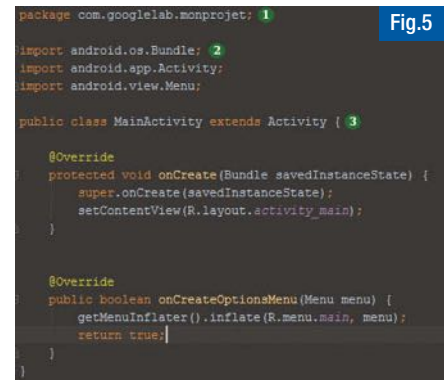 Fig.5
package com.googlelab.monprojet; 1
import android.os.Bundle; 2
import android.app.Activity;
import android.view.Menu;
public class MainActivity extends Activity { 3
@Override
protected void onCreate(Bundle savedInstanceState) {
super.onCreate(savedInstanceState);
setContentView(R.layout.activity_main);
}
@Override
public boolean onCreateOptionsMenu(Menu menu) {
getMenuInflater().inflate(R.menu.main, menu);
return true;
}
}